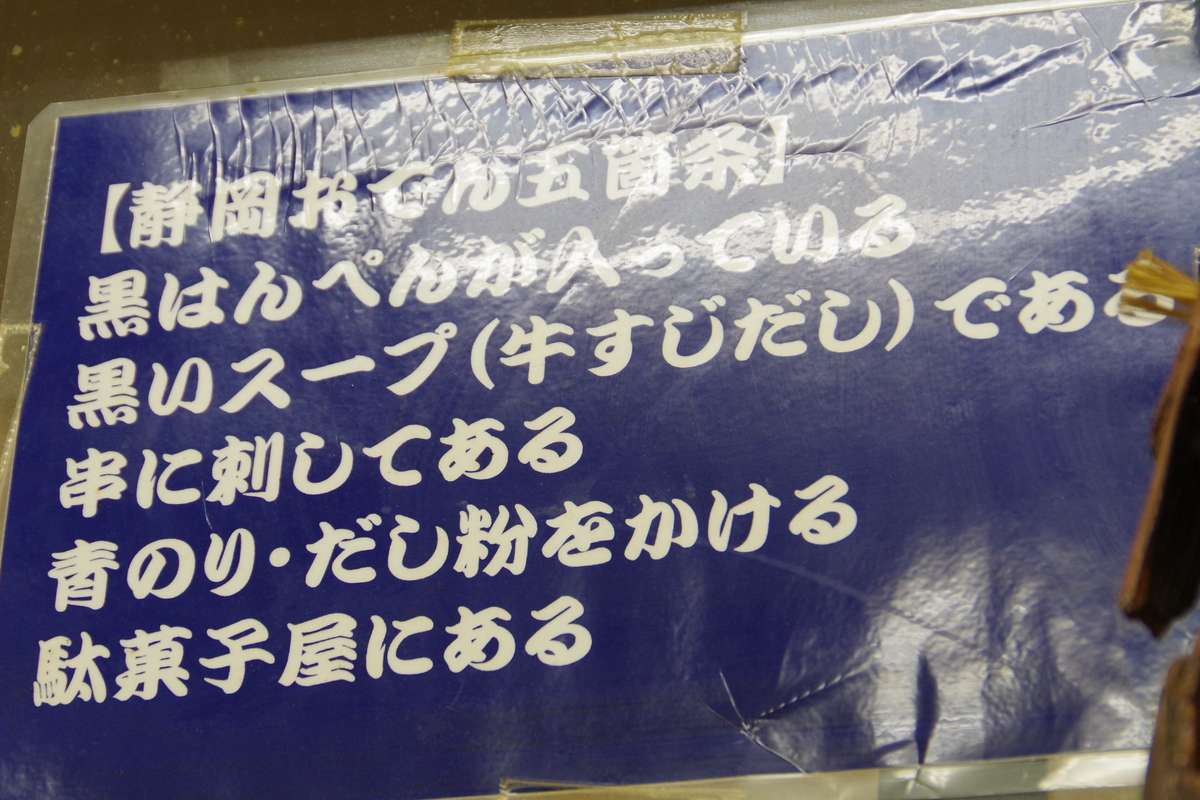 【静岡おでん五箇条】
黒はんぺんが入っている
黒いスープ(牛すじだし)である
串に刺してある
青のり・だし粉をかける
駄菓子屋にある